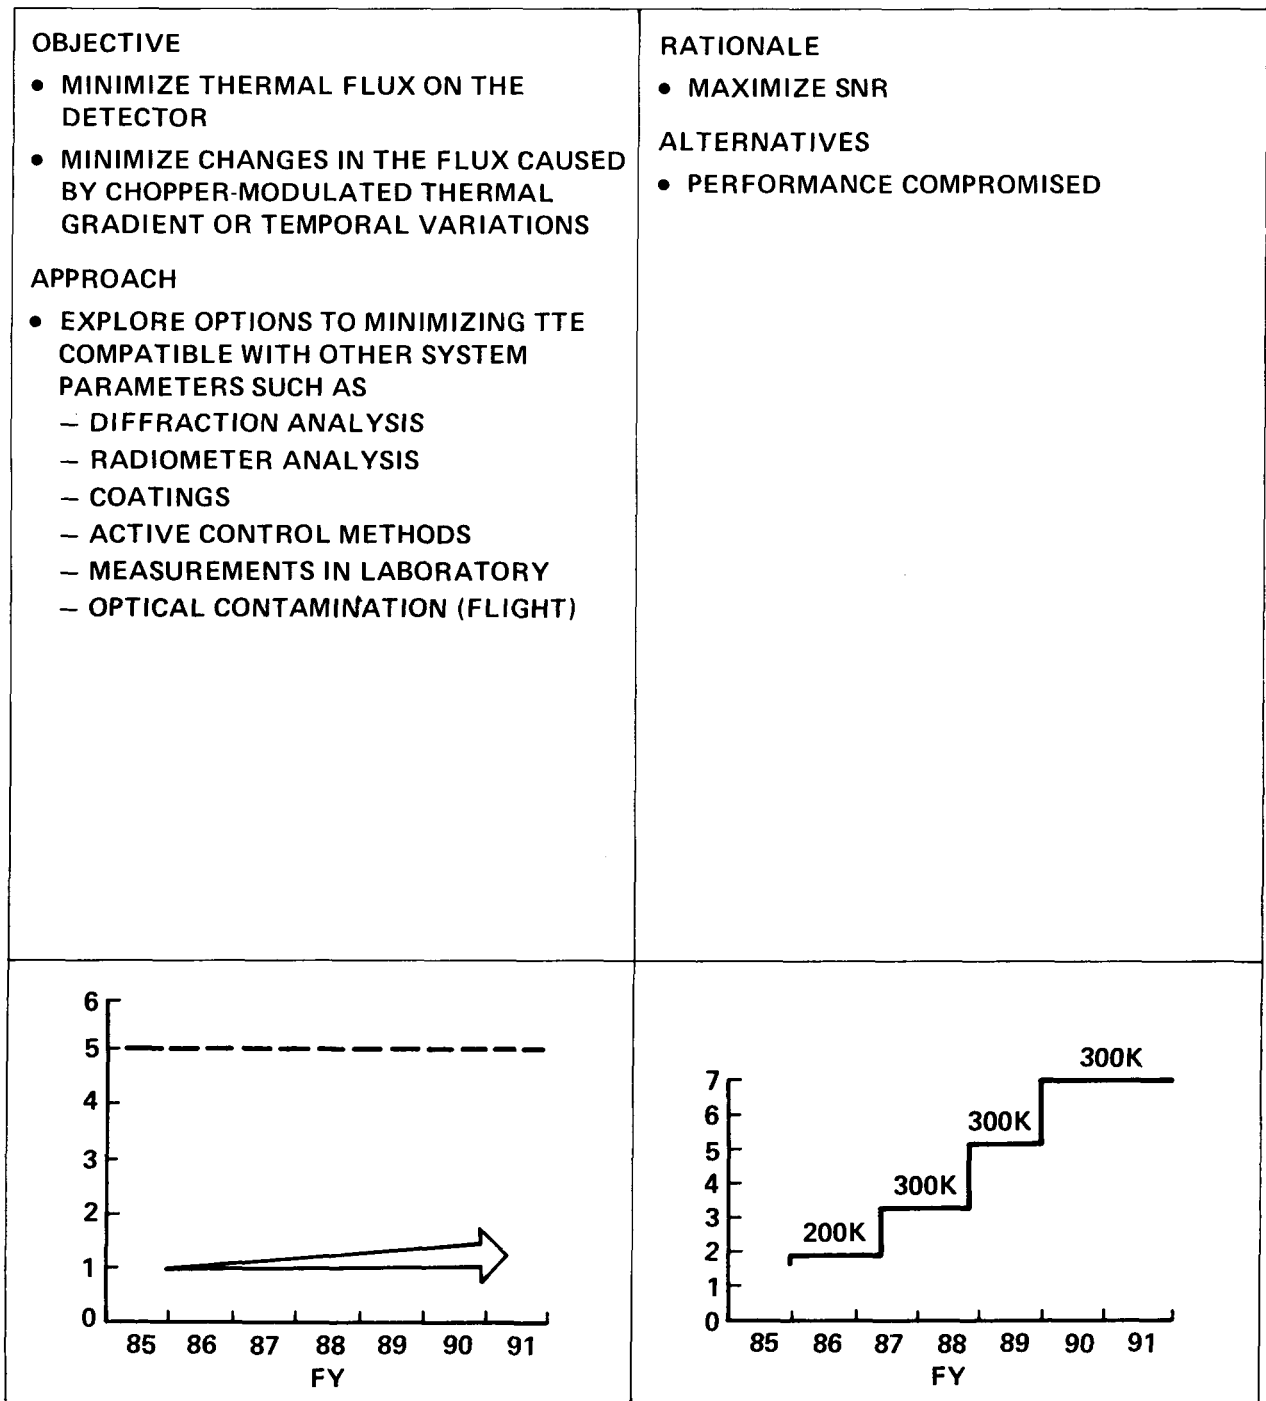 OBJECTIVE
• MINIMIZE THERMAL FLUX ON THE
DETECTOR
• MINIMIZE CHANGES IN THE FLUX CAUSED
BY CHOPPER-MODULATED THERMAL
GRADIENT OR TEMPORAL VARIATIONS
APPROACH
• EXPLORE OPTIONS TO MINIMIZING TTE
COMPATIBLE WITH OTHER SYSTEM
PARAMETERS SUCH AS
– DIFFRACTION ANALYSIS
– RADIOMETER ANALYSIS
– COATINGS
– ACTIVE CONTROL METHODS
– MEASUREMENTS IN LABORATORY
– OPTICAL CONTAMINATION (FLIGHT)
RATIONALE
• MAXIMIZE SNR
ALTERNATIVES
• PERFORMANCE COMPROMISED
6
5
4
3
2
1
0
85 86 87 88 89 90 91
FY
7
6
5
4
3
2
1
0
200K
300K
300K
300K
85 86 87 88 89 90 91
FY